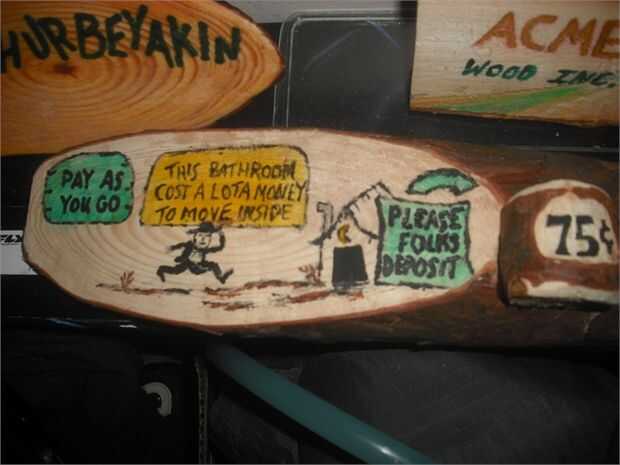 HURBEYAKIN
ACME
WOOD INC.
PAY AS
YOU GO
THIS BATHROOM
COST A LOTA MONEY
TO MOVE INSIDE
PLEASE
FOLKS
DEPOSIT
75¢